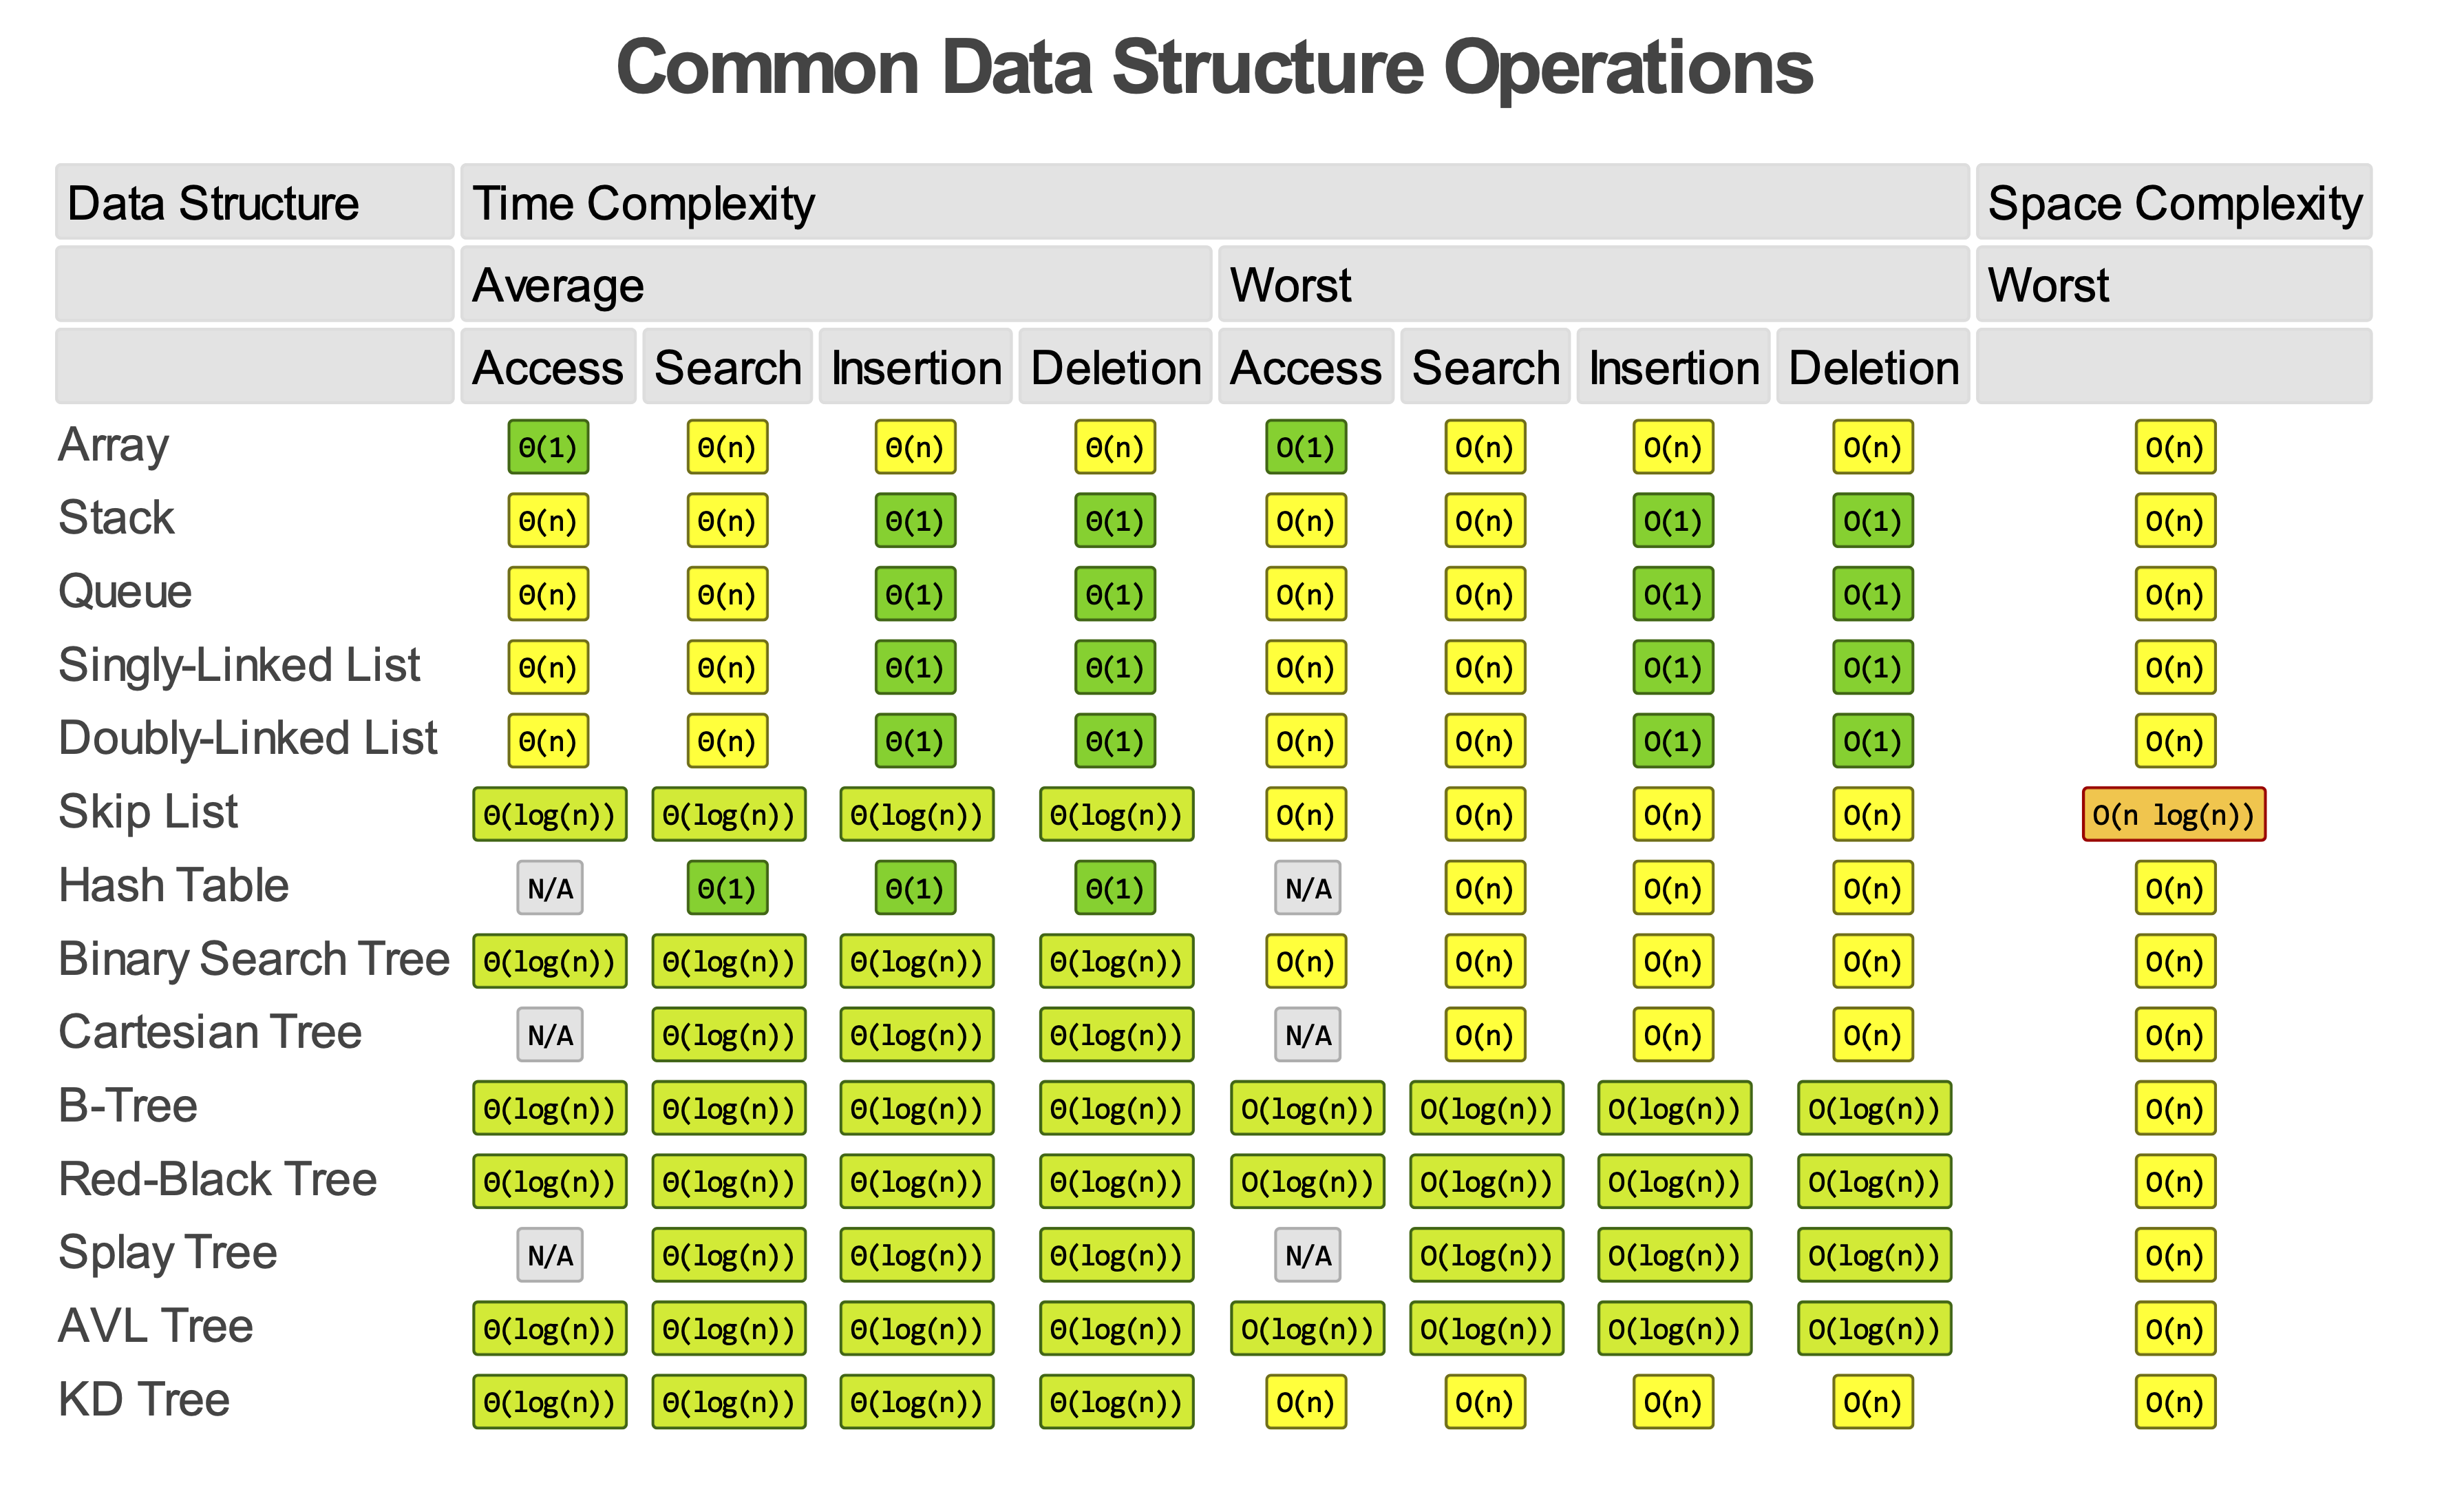 Common Data Structure Operations
Data Structure Time Complexity Space Complexity
Average Worst Worst
Access Search Insertion Deletion Access Search Insertion Deletion
Array Θ(1) Θ(n) Θ(n) Θ(n) O(1) O(n) O(n) O(n) O(n)
Stack Θ(n) Θ(n) Θ(1) Θ(1) O(n) O(n) O(1) O(1) O(n)
Queue Θ(n) Θ(n) Θ(1) Θ(1) O(n) O(n) O(1) O(1) O(n)
Singly-Linked List Θ(n) Θ(n) Θ(1) Θ(1) O(n) O(n) O(1) O(1) O(n)
Doubly-Linked List Θ(n) Θ(n) Θ(1) Θ(1) O(n) O(n) O(1) O(1) O(n)
Skip List Θ(log(n)) Θ(log(n)) Θ(log(n)) Θ(log(n)) O(n) O(n) O(n) O(n) O(n log(n))
Hash Table N/A Θ(1) Θ(1) Θ(1) N/A O(n) O(n) O(n) O(n)
Binary Search Tree Θ(log(n)) Θ(log(n)) Θ(log(n)) Θ(log(n)) O(n) O(n) O(n) O(n) O(n)
Cartesian Tree N/A Θ(log(n)) Θ(log(n)) Θ(log(n)) N/A O(n) O(n) O(n) O(n)
B-Tree Θ(log(n)) Θ(log(n)) Θ(log(n)) Θ(log(n)) O(log(n)) O(log(n)) O(log(n)) O(log(n)) O(n)
Red-Black Tree Θ(log(n)) Θ(log(n)) Θ(log(n)) Θ(log(n)) O(log(n)) O(log(n)) O(log(n)) O(log(n)) O(n)
Splay Tree N/A Θ(log(n)) Θ(log(n)) Θ(log(n)) N/A O(log(n)) O(log(n)) O(log(n)) O(n)
AVL Tree Θ(log(n)) Θ(log(n)) Θ(log(n)) Θ(log(n)) O(log(n)) O(log(n)) O(log(n)) O(log(n)) O(n)
KD Tree Θ(log(n)) Θ(log(n)) Θ(log(n)) Θ(log(n)) O(n) O(n) O(n) O(n) O(n)